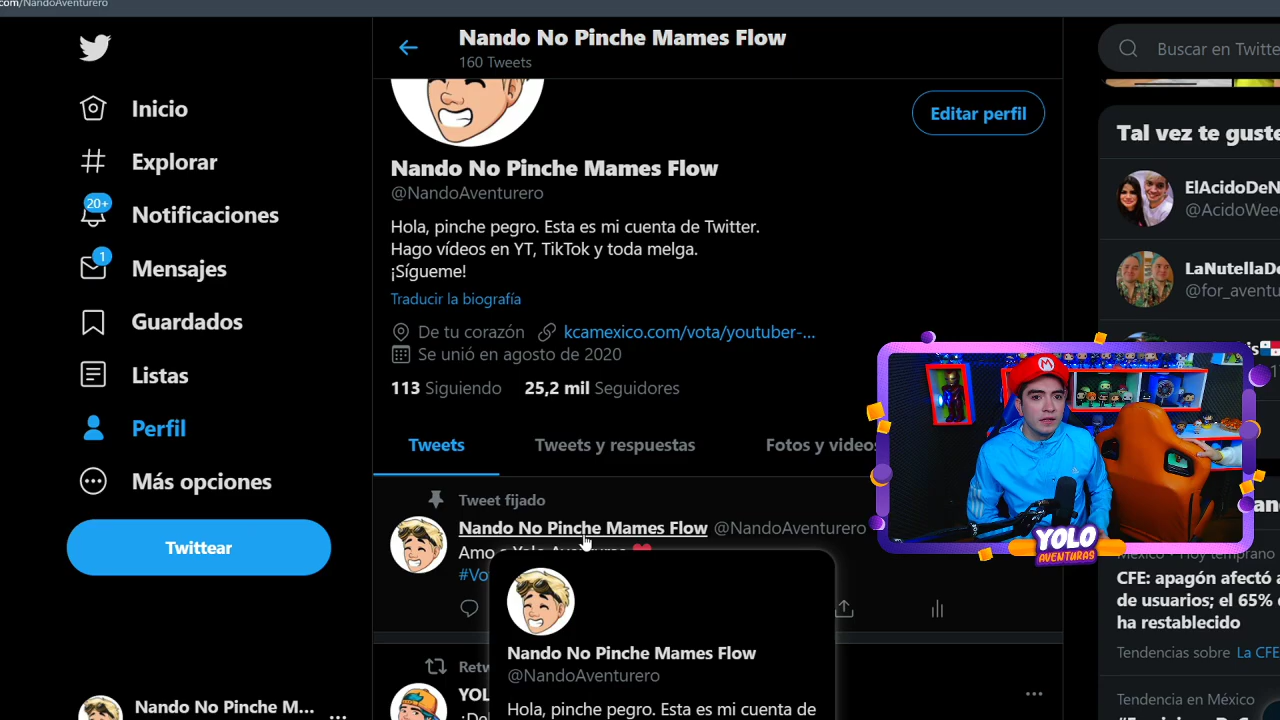 com/NandoAventurero
Nando No Pinche Mames Flow
160 Tweets
Inicio
Explorar
20+
Notificaciones
1
Mensajes
Guardados
Listas
Perfil
Más opciones
Twittear
Nando No Pinche M...
Editar perfil
Nando No Pinche Mames Flow
@NandoAventurero
Hola, pinche pegro. Esta es mi cuenta de Twitter.
Hago vídeos en YT, TikTok y toda melga.
¡Sígueme!
Traducir la biografía
De tu corazón kcamexico.com/vota/youtuber-...
Se unió en agosto de 2020
113 Siguiendo 25,2 mil Seguidores
Tweets Tweets y respuestas Fotos y videos
Tweet fijado
Nando No Pinche Mames Flow @NandoAventurero
Amo
#Vo
Nando No Pinche Mames Flow
@NandoAventurero
Hola, pinche pegro. Esta es mi cuenta de
Retw
YOL
Buscar en Twitte
Tal vez te guste
ElAcidoDeN
@AcidoWee
LaNutellaDe
@for_aventu
M
YOLO
AVENTURAS
CFE: apagón afectó a
de usuarios; el 65%
ha restablecido
Tendencias sobre La CFE
Tendencia en México